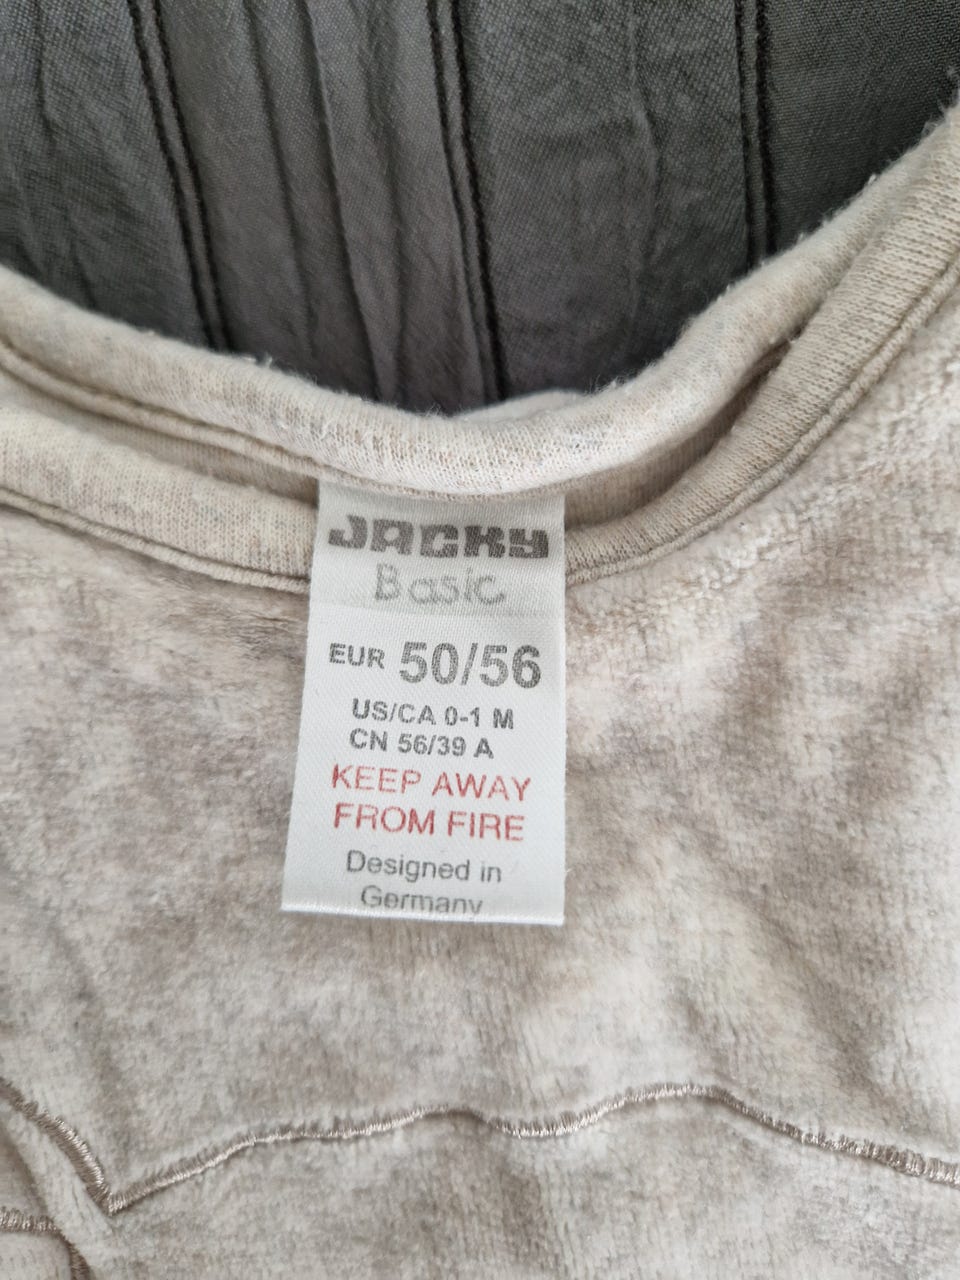 JACKY
Basic
EUR 50/56
US/CA 0-1 M
CN 56/39 A
KEEP AWAY
FROM FIRE
Designed in
Germany